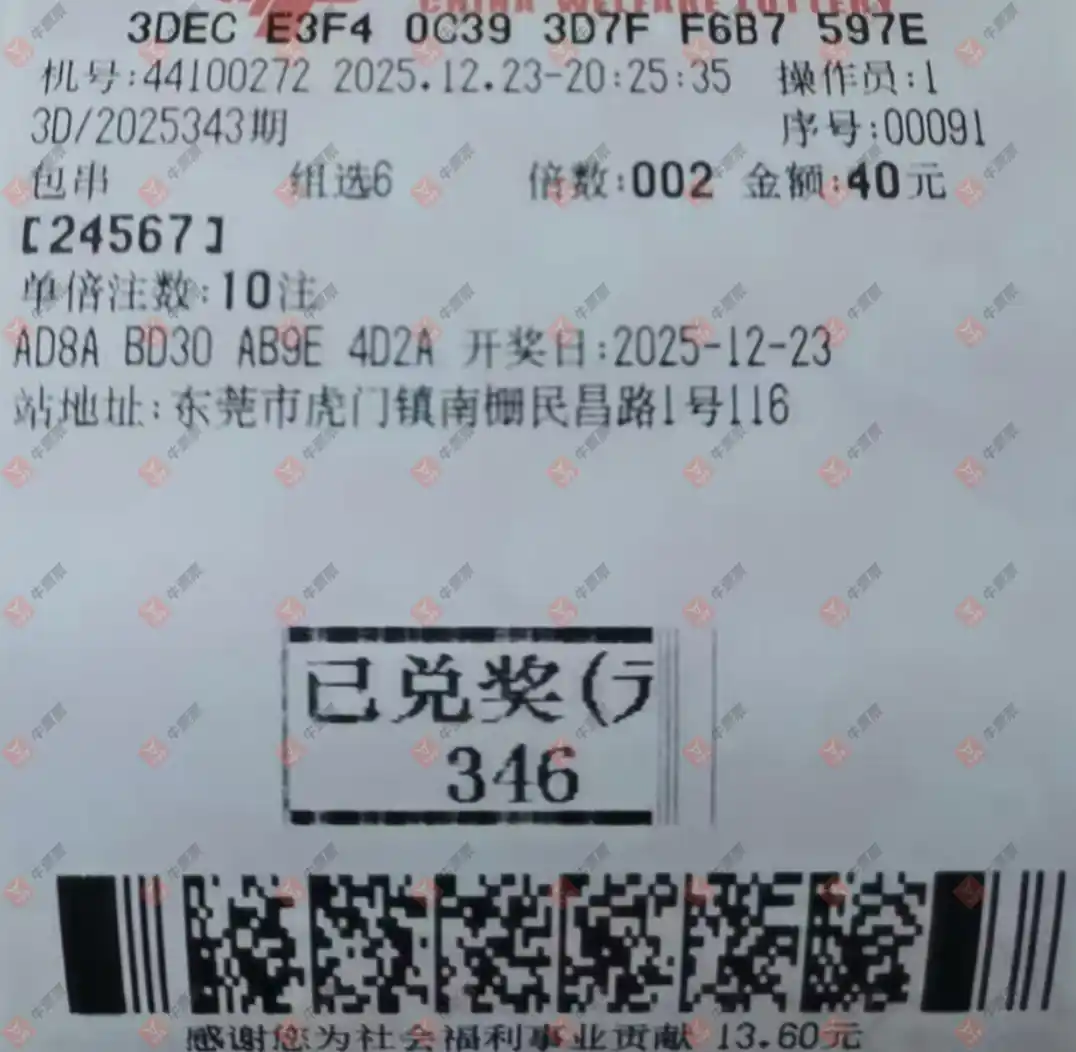 CHINA WELFARE LOTTERY
3DEC E3F4 0C39 3D7F F6B7 597E
机号:44100272 2025.12.23-20:25:35 操作员:1
3D/2025343期 序号:00091
包串 组选6 倍数:002 金额:40元
[24567]
单倍注数:10注
AD8A BD30 AB9E 4D2A 开奖日:2025-12-23
站地址:东莞市虎门镇南栅民昌路1号116
已兑奖(元
346
感谢您为社会福利事业贡献 13.60元